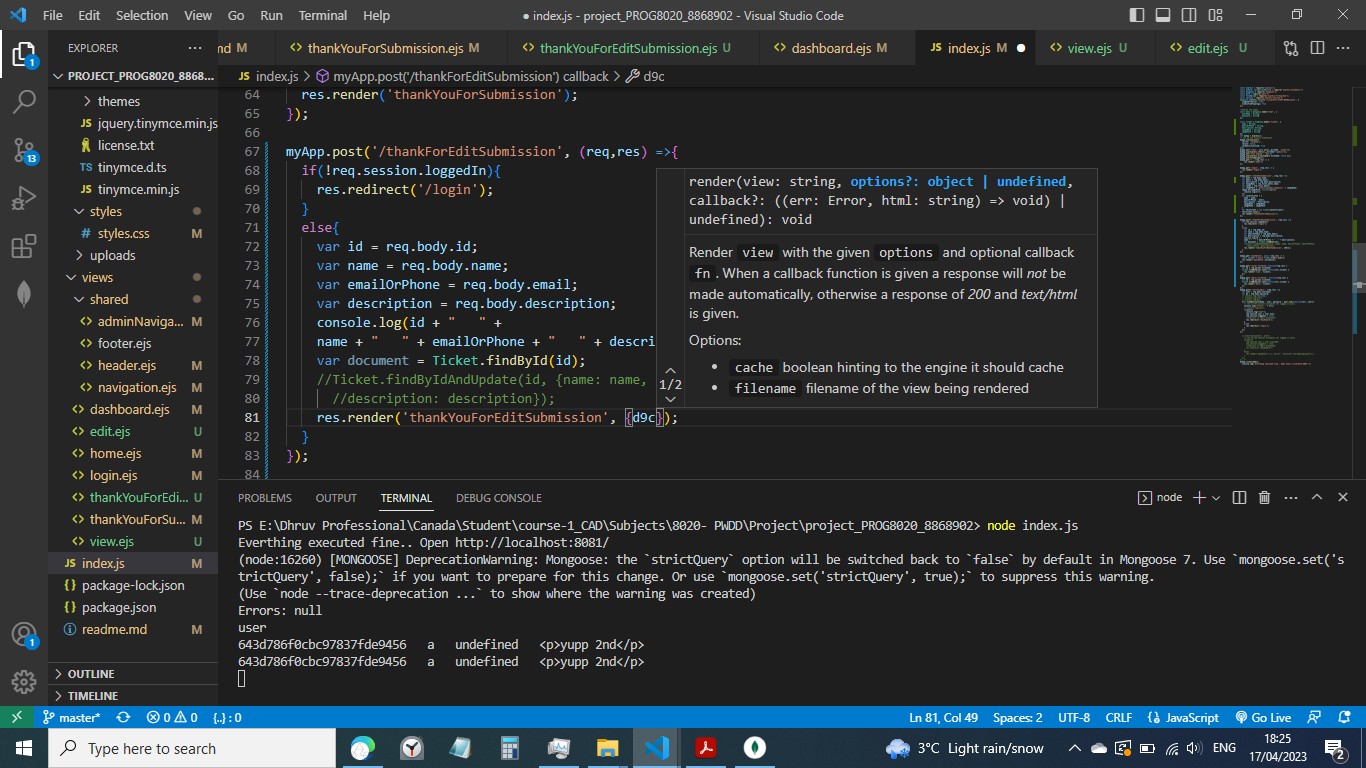 File Edit Selection View Go Run Terminal Help
● index.js - project_PROG8020_8868902 - Visual Studio Code
EXPLORER ...
md M
thankYouForSubmission.ejs M
thankYouForEditSubmission.ejs U
dashboard.ejs M
JS index.js M
view.ejs U
edit.ejs U
PROJECT_PROG8020_8868...
JS index.js > myApp.post('/thankForEditSubmission') callback > d9c
themes
JS jquery.tinymce.min.js
license.txt
TS tinymce.d.ts
JS tinymce.min.js
styles
# styles.css M
uploads
views
shared
adminNaviga... M
footer.ejs
header.ejs M
navigation.ejs M
dashboard.ejs M
edit.ejs U
home.ejs M
login.ejs M
thankYouForEdi... U
thankYouForSu... M
view.ejs U
JS index.js M
{} package-lock.json
{} package.json
readme.md M
OUTLINE
TIMELINE
1
13
1
64 res.render('thankYouForSubmission');
65 });
66
67 myApp.post('/thankForEditSubmission', (req,res) =>{
68 if(!req.session.loggedIn){
69 res.redirect('/login');
70 }
71 else{
72 var id = req.body.id;
73 var name = req.body.name;
74 var emailOrPhone = req.body.email;
75 var description = req.body.description;
76 console.log(id + "   " +
77 name + "   " + emailOrPhone + "   " + descri
78 var document = Ticket.findById(id);
79 //Ticket.findByIdAndUpdate(id, {name: name,
80 //description: description});
81 res.render('thankYouForEditSubmission', {d9c});
82 }
83 });
84
render(view: string, options?: object | undefined,
callback?: ((err: Error, html: string) => void) |
undefined): void
Render view with the given options and optional callback
fn . When a callback function is given a response will not be
made automatically, otherwise a response of 200 and text/html
is given.
Options:
• cache boolean hinting to the engine it should cache
• filename filename of the view being rendered
1/2
PROBLEMS OUTPUT TERMINAL DEBUG CONSOLE
node
PS E:\Dhruv Professional\Canada\Student\course-1_CAD\Subjects\8020- PWDD\Project\project_PROG8020_8868902> node index.js
Everthing executed fine.. Open http://localhost:8081/
(node:16260) [MONGOOSE] DeprecationWarning: Mongoose: the `strictQuery` option will be switched back to `false` by default in Mongoose 7. Use `mongoose.set('s
trictQuery', false);` if you want to prepare for this change. Or use `mongoose.set('strictQuery', true);` to suppress this warning.
(Use `node --trace-deprecation ...` to show where the warning was created)
Errors: null
user
643d786f0cbc97837fde9456   a   undefined   <p>yupp 2nd</p>
643d786f0cbc97837fde9456   a   undefined   <p>yupp 2nd</p>
master* 0 0 {..} : 0
Ln 81, Col 49 Spaces: 2 UTF-8 CRLF JavaScript Go Live
Type here to search
3°C Light rain/snow
ENG
18:25
17/04/2023
2